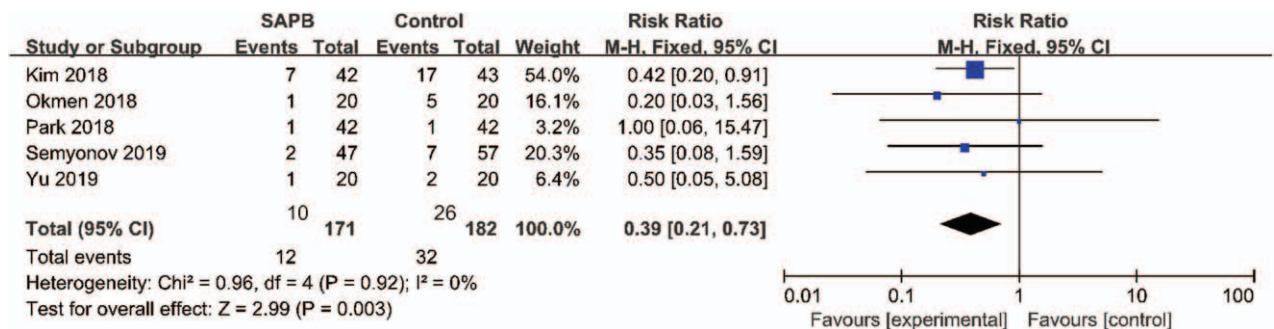 SAPB Control Risk Ratio Risk Ratio
Study or Subgroup Events Total Events Total Weight M-H, Fixed, 95% CI M-H, Fixed, 95% CI
Kim 2018 7 42 17 43 54.0% 0.42 [0.20, 0.91]
Okmen 2018 1 20 5 20 16.1% 0.20 [0.03, 1.56]
Park 2018 1 42 1 42 3.2% 1.00 [0.06, 15.47]
Semyonov 2019 2 47 7 57 20.3% 0.35 [0.08, 1.59]
Yu 2019 1 20 2 20 6.4% 0.50 [0.05, 5.08]
10 26
Total (95% CI) 171 182 100.0% 0.39 [0.21, 0.73]
Total events 12 32
Heterogeneity: Chi² = 0.96, df = 4 (P = 0.92); I² = 0%
Test for overall effect: Z = 2.99 (P = 0.003)
0.01 0.1 1 10 100
Favours [experimental] Favours [control]